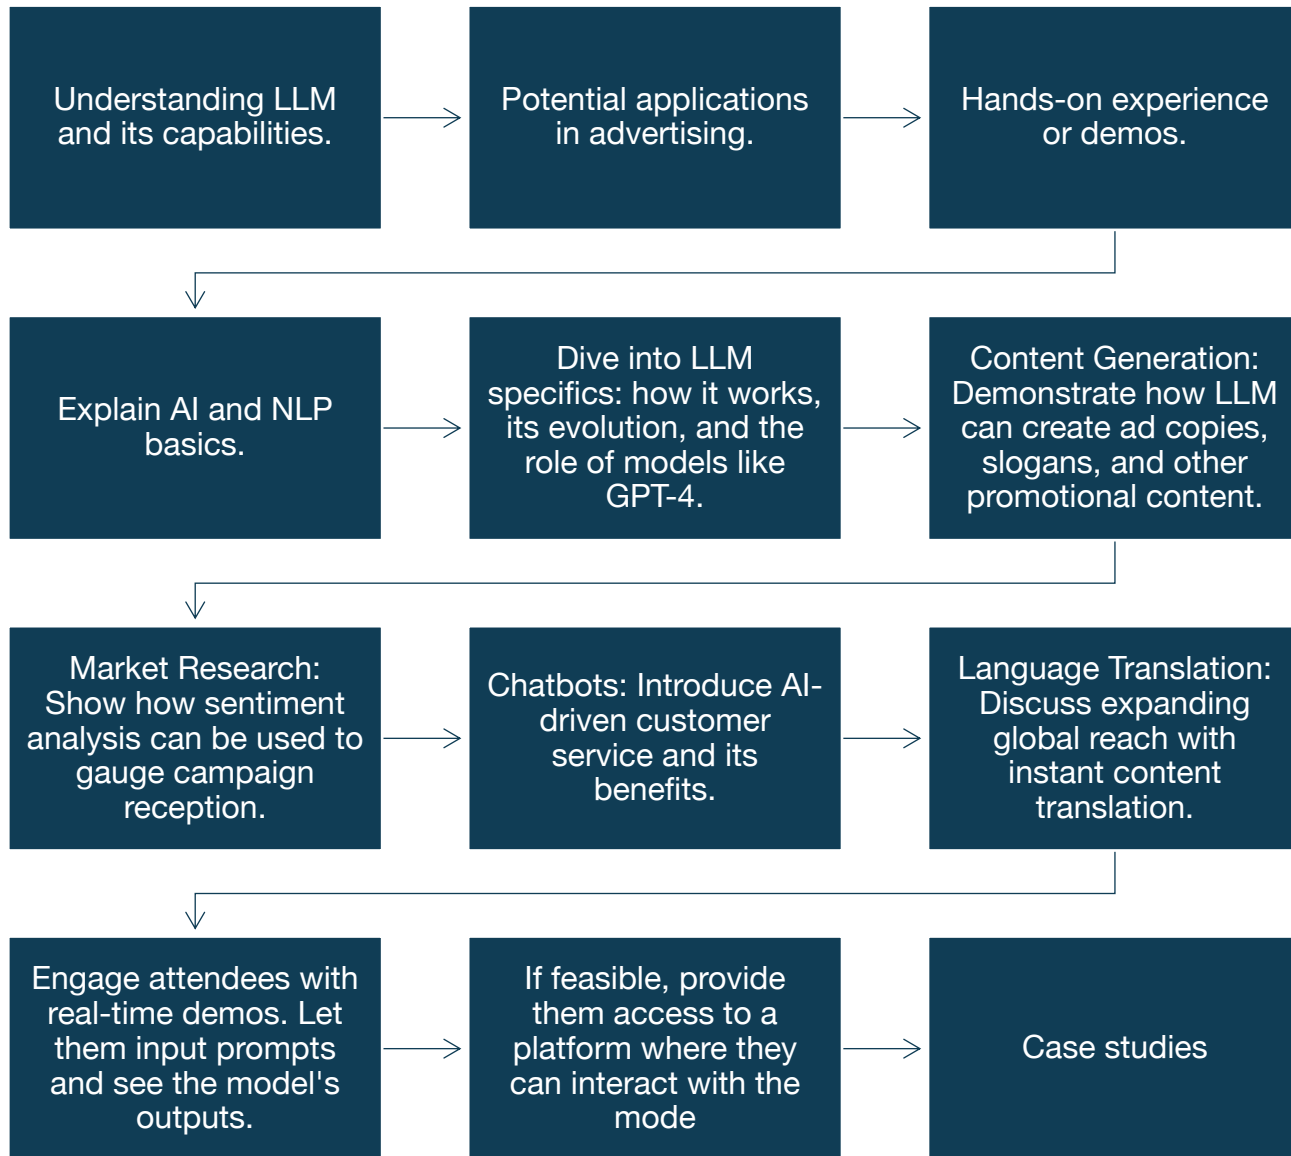 Understanding LLM
and its capabilities.
Potential applications
in advertising.
Hands-on experience
or demos.
Explain AI and NLP
basics.
Dive into LLM
specifics: how it works,
its evolution, and the
role of models like
GPT-4.
Content Generation:
Demonstrate how LLM
can create ad copies,
slogans, and other
promotional content.
Market Research:
Show how sentiment
analysis can be used to
gauge campaign
reception.
Chatbots: Introduce AI-
driven customer
service and its
benefits.
Language Translation:
Discuss expanding
global reach with
instant content
translation.
Engage attendees with
real-time demos. Let
them input prompts
and see the model's
outputs.
If feasible, provide
them access to a
platform where they
can interact with the
mode
Case studies